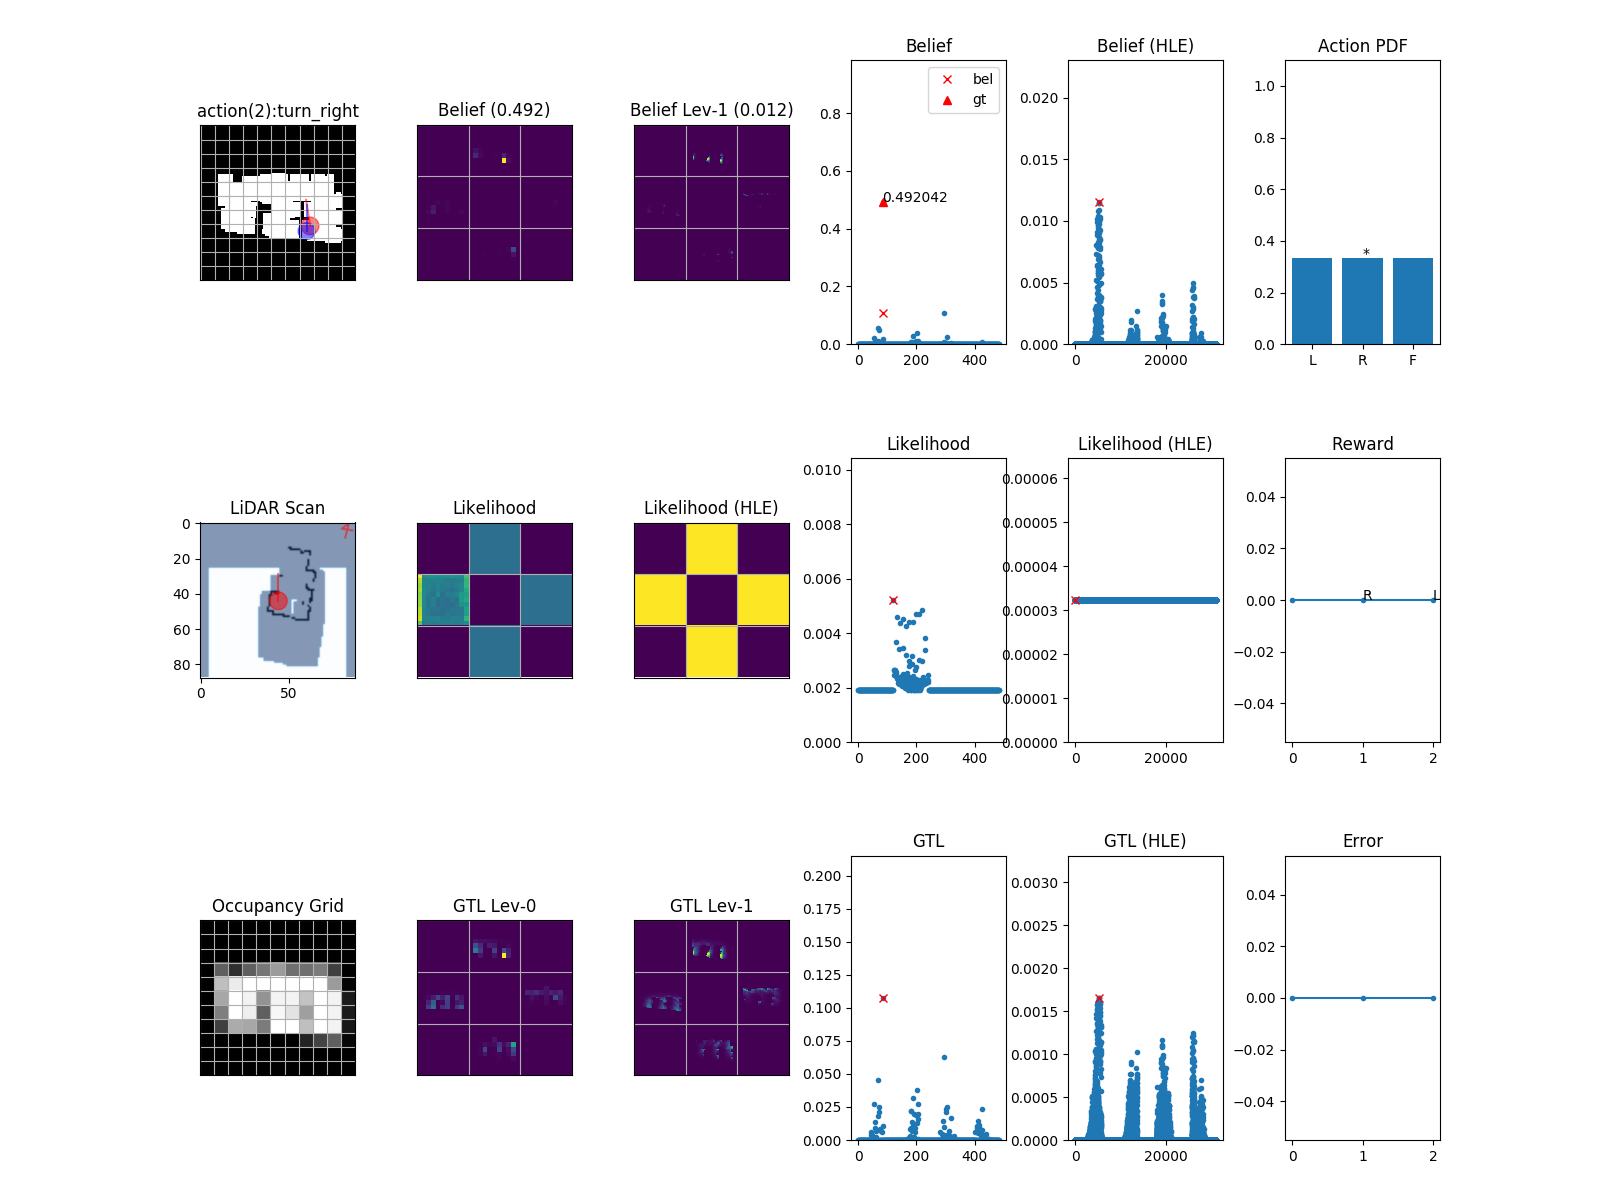 action(2):turn_right
Belief (0.492)
Belief Lev-1 (0.012)
Belief
0.8
0.6
0.4
0.2
0.0
0 200 400
bel
gt
0.492042
Belief (HLE)
0.020
0.015
0.010
0.005
0.000
0 20000
Action PDF
1.0
0.8
0.6
0.4
0.2
0.0
*
L R F
LiDAR Scan
0
20
40
60
80
0 50
Likelihood
Likelihood (HLE)
Likelihood
0.010
0.008
0.006
0.004
0.002
0.000
0 200 400
Likelihood (HLE)
0.00006
0.00005
0.00004
0.00003
0.00002
0.00001
0.00000
0 20000
Reward
0.04
0.02
0.00
−0.02
−0.04
R L
0 1 2
Occupancy Grid
GTL Lev-0
GTL Lev-1
GTL
0.200
0.175
0.150
0.125
0.100
0.075
0.050
0.025
0.000
0 200 400
GTL (HLE)
0.0030
0.0025
0.0020
0.0015
0.0010
0.0005
0.0000
0 20000
Error
0.04
0.02
0.00
−0.02
−0.04
0 1 2